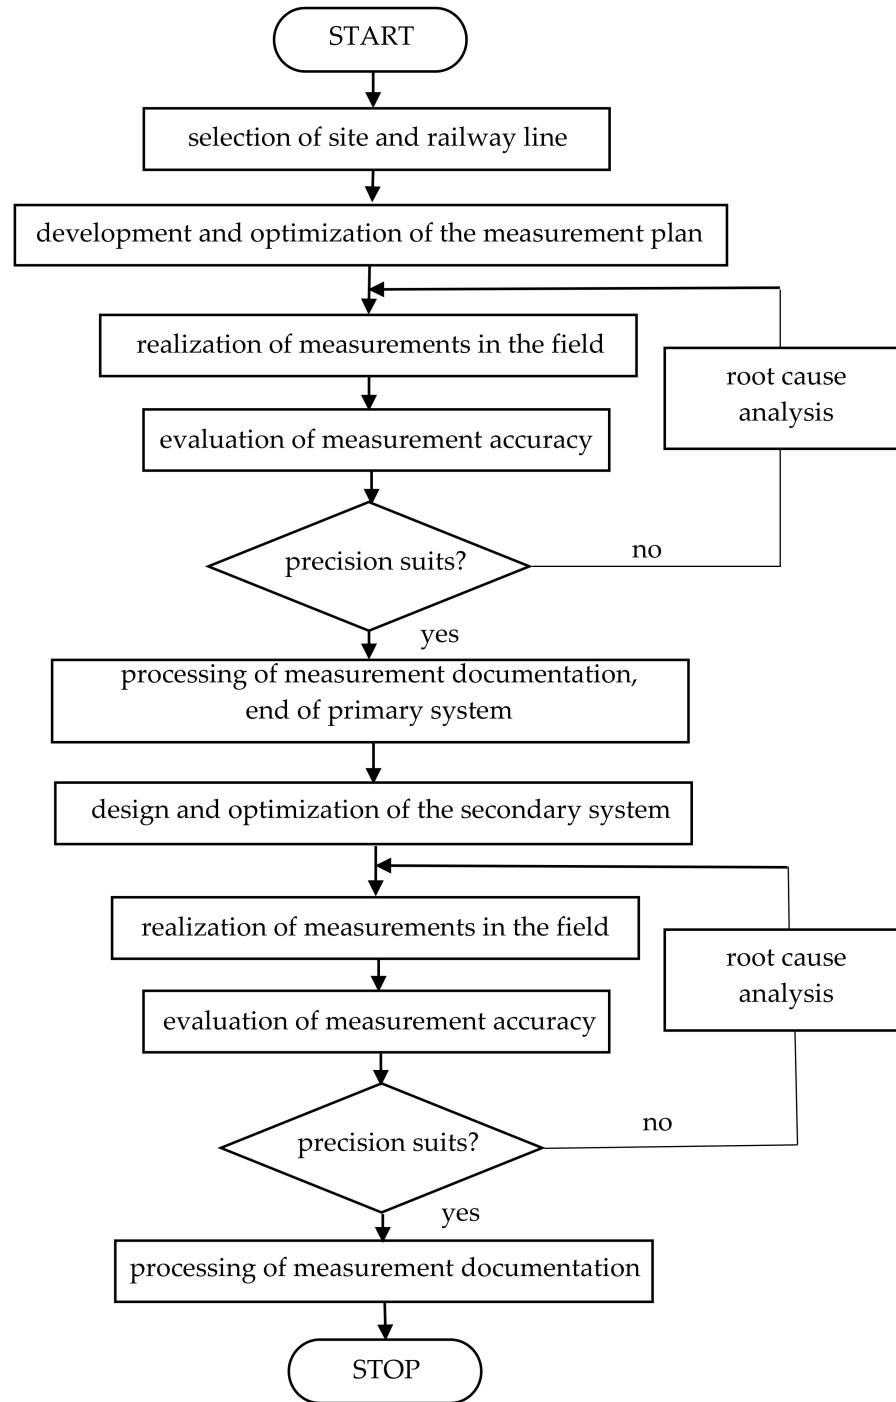 START
selection of site and railway line
development and optimization of the measurement plan
realization of measurements in the field
root cause
analysis
evaluation of measurement accuracy
precision suits?
no
yes
processing of measurement documentation,
end of primary system
design and optimization of the secondary system
realization of measurements in the field
root cause
analysis
evaluation of measurement accuracy
precision suits?
no
yes
processing of measurement documentation
STOP